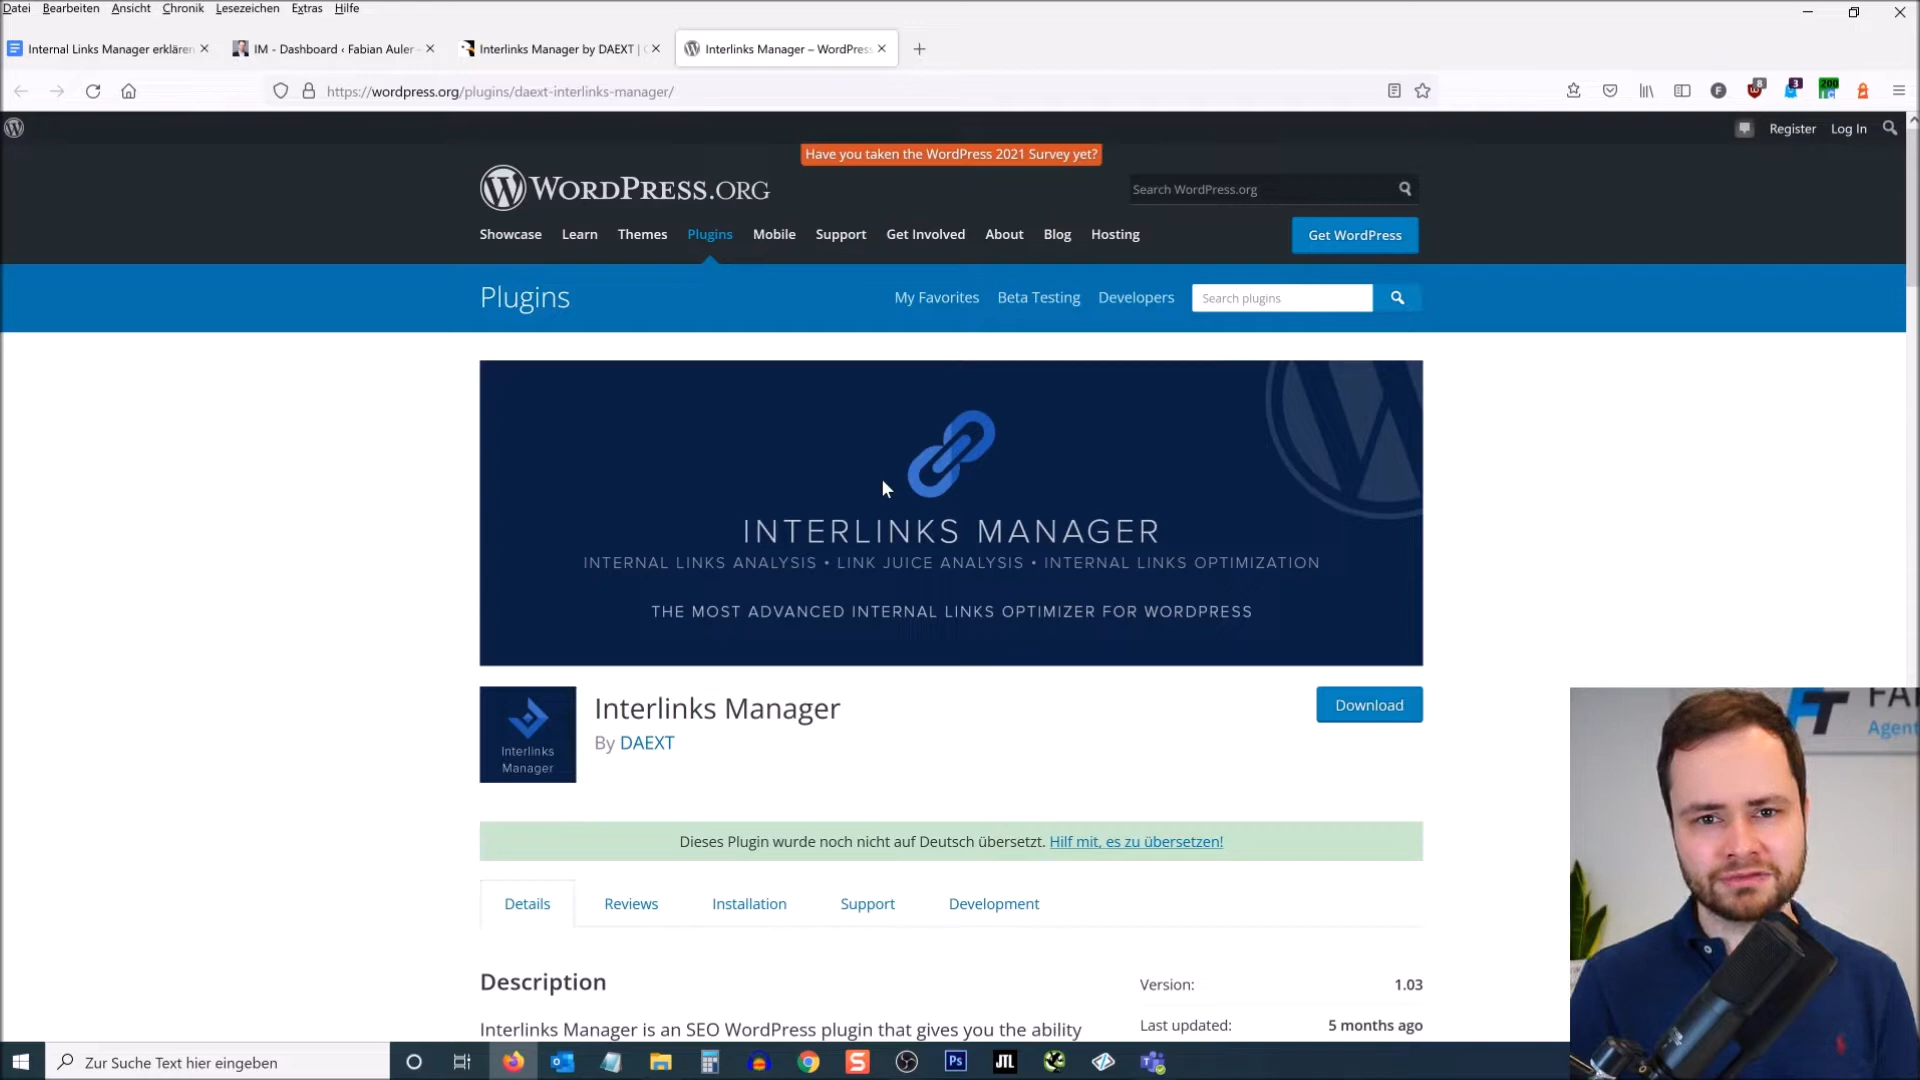 Datei Bearbeiten Ansicht Chronik Lesezeichen Extras Hilfe
Internal Links Manager erklären
IM - Dashboard ‹ Fabian Auler
Interlinks Manager by DAEXT |
Interlinks Manager – WordPress
https://wordpress.org/plugins/daext-interlinks-manager/
8
3
200
Register Log In
Have you taken the WordPress 2021 Survey yet?
WORDPRESS.ORG
Search WordPress.org
Showcase Learn Themes Plugins Mobile Support Get Involved About Blog Hosting
Get WordPress
Plugins
My Favorites Beta Testing Developers
Search plugins
INTERLINKS MANAGER
INTERNAL LINKS ANALYSIS • LINK JUICE ANALYSIS • INTERNAL LINKS OPTIMIZATION
THE MOST ADVANCED INTERNAL LINKS OPTIMIZER FOR WORDPRESS
Interlinks
Manager
Interlinks Manager
By DAEXT
Download
Dieses Plugin wurde noch nicht auf Deutsch übersetzt. Hilf mit, es zu übersetzen!
Details Reviews Installation Support Development
Description
Interlinks Manager is an SEO WordPress plugin that gives you the ability
Version: 1.03
Last updated: 5 months ago
Agent
Zur Suche Text hier eingeben
Ps
JTL